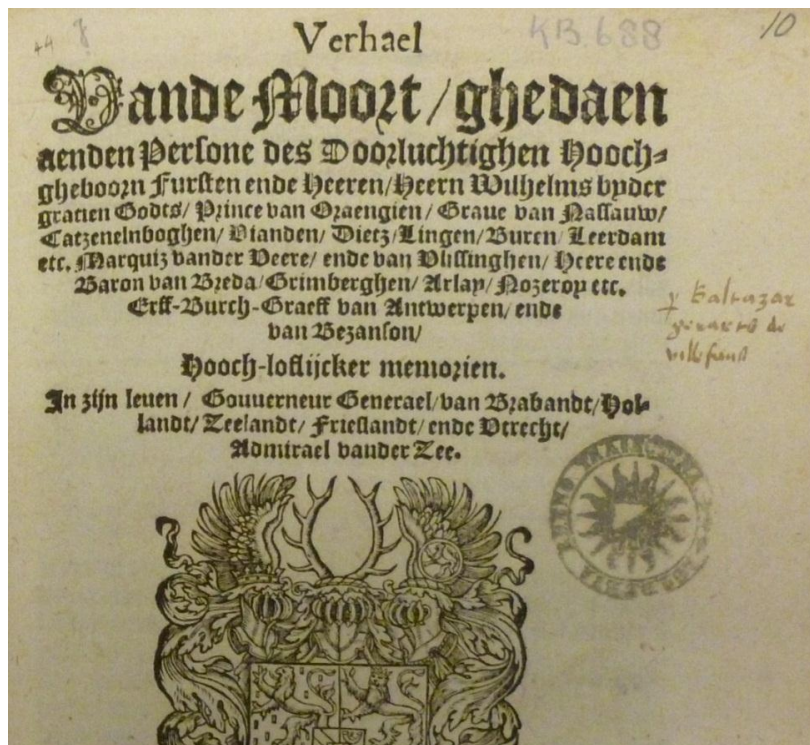 44
10
KB 688
Verhael
Vande Moort/ghedaen
aenden Persone des Doorluchtighen Hooch-
gheboorn Fursten ende Heeren/Heern Wilhelms byder
gratien Godts/ Prince van Oraengien/ Graue van Nassauw/
Catzenelnboghen/ Vianden/ Dietz/Lingen/Buren/ Leerdam
etc. Marquiz vander Veere/ ende van Vlissinghen/ Heere ende
Baron van Breda/Grimberghen/ Arlay/ Nozeroy etc.
Erff-Burch-Graeff van Antwerpen/ ende
van Bezanson/
Hooch-loflijcker memorien.
In zijn leuen/ Gouuerneur Generael/van Brabandt/Hol-
landt/ Zeelandt/ Frieslandt/ ende Vtrecht/
Admirael vander Zee.
Baltazar